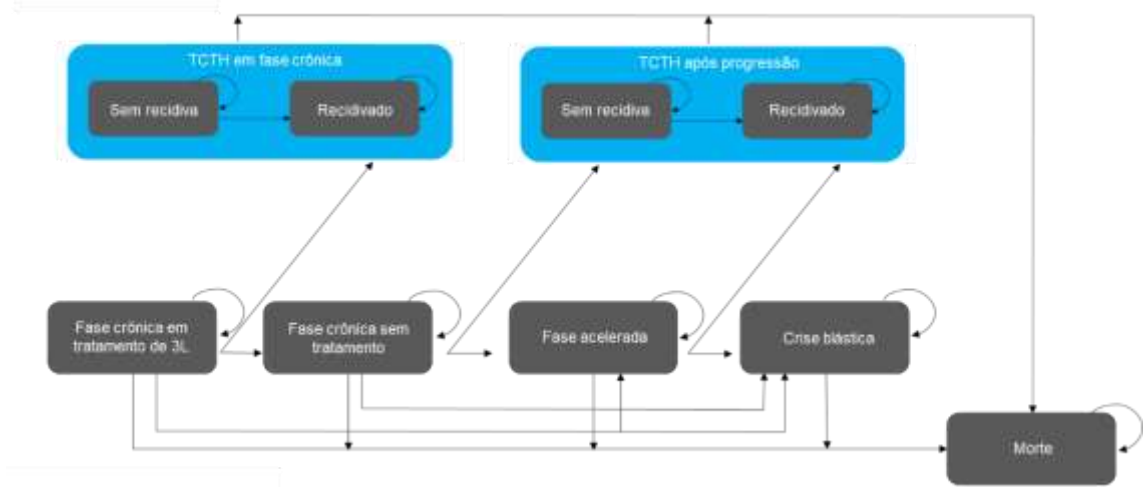 TCTH em fase crônica
Sem recidiva
Recidivado
TCTH após progressão
Sem recidiva
Recidivado
Fase crônica em
tratamento de 3L
Fase crônica sem
tratamento
Fase acelerada
Crise blástica
Morte